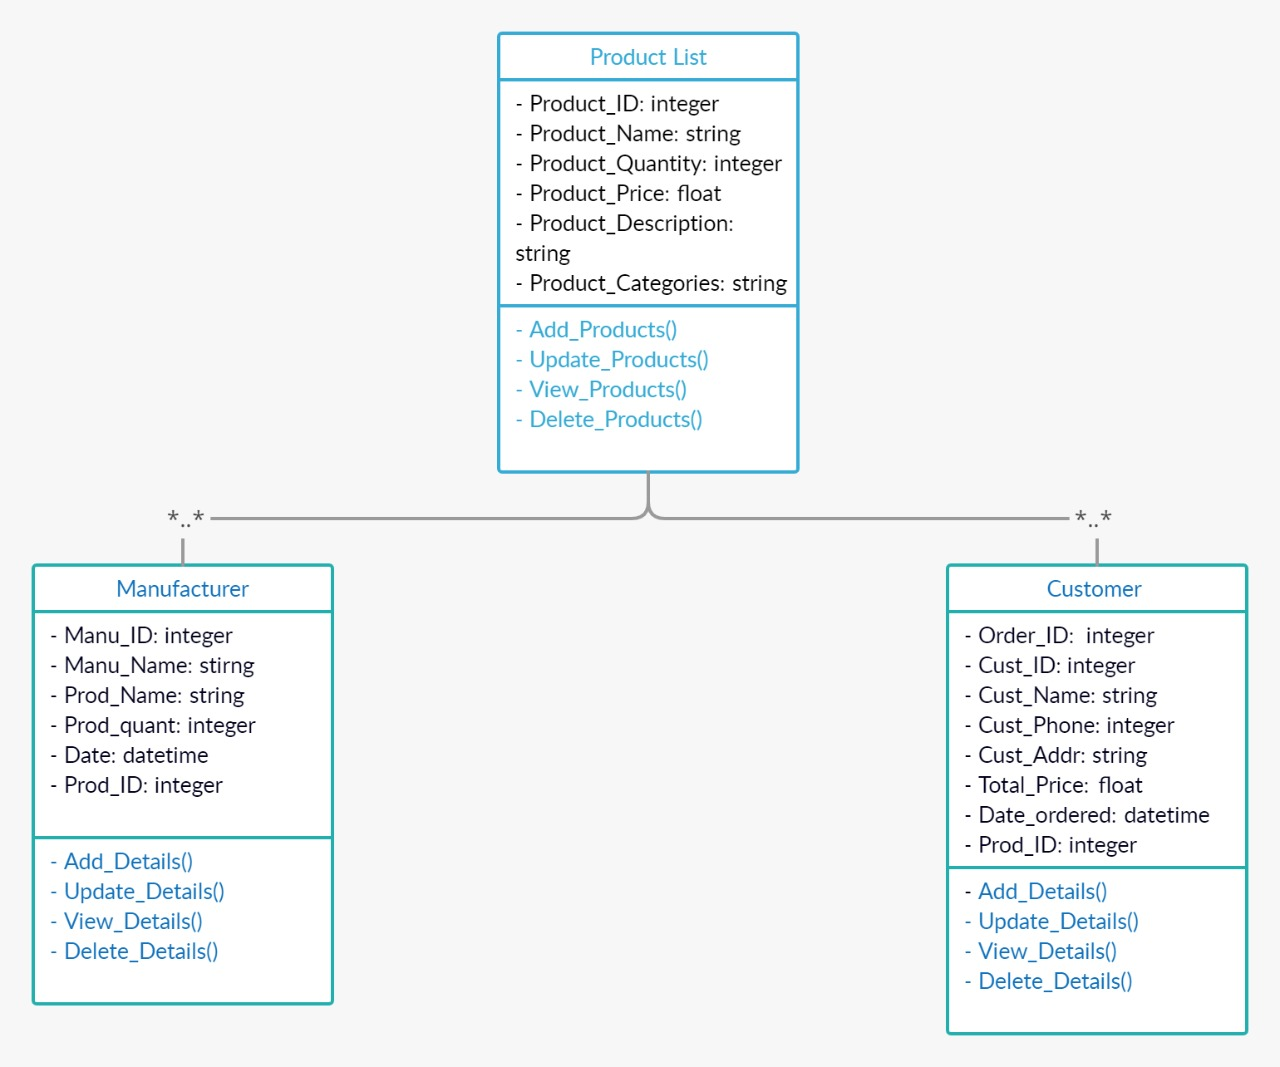 Product List
- Product_ID: integer
- Product_Name: string
- Product_Quantity: integer
- Product_Price: float
- Product_Description:
string
- Product_Categories: string
- Add_Products()
- Update_Products()
- View_Products()
- Delete_Products()
*..*
*..*
Manufacturer
- Manu_ID: integer
- Manu_Name: stirng
- Prod_Name: string
- Prod_quant: integer
- Date: datetime
- Prod_ID: integer
- Add_Details()
- Update_Details()
- View_Details()
- Delete_Details()
Customer
- Order_ID:  integer
- Cust_ID: integer
- Cust_Name: string
- Cust_Phone: integer
- Cust_Addr: string
- Total_Price:  float
- Date_ordered: datetime
- Prod_ID: integer
- Add_Details()
- Update_Details()
- View_Details()
- Delete_Details()